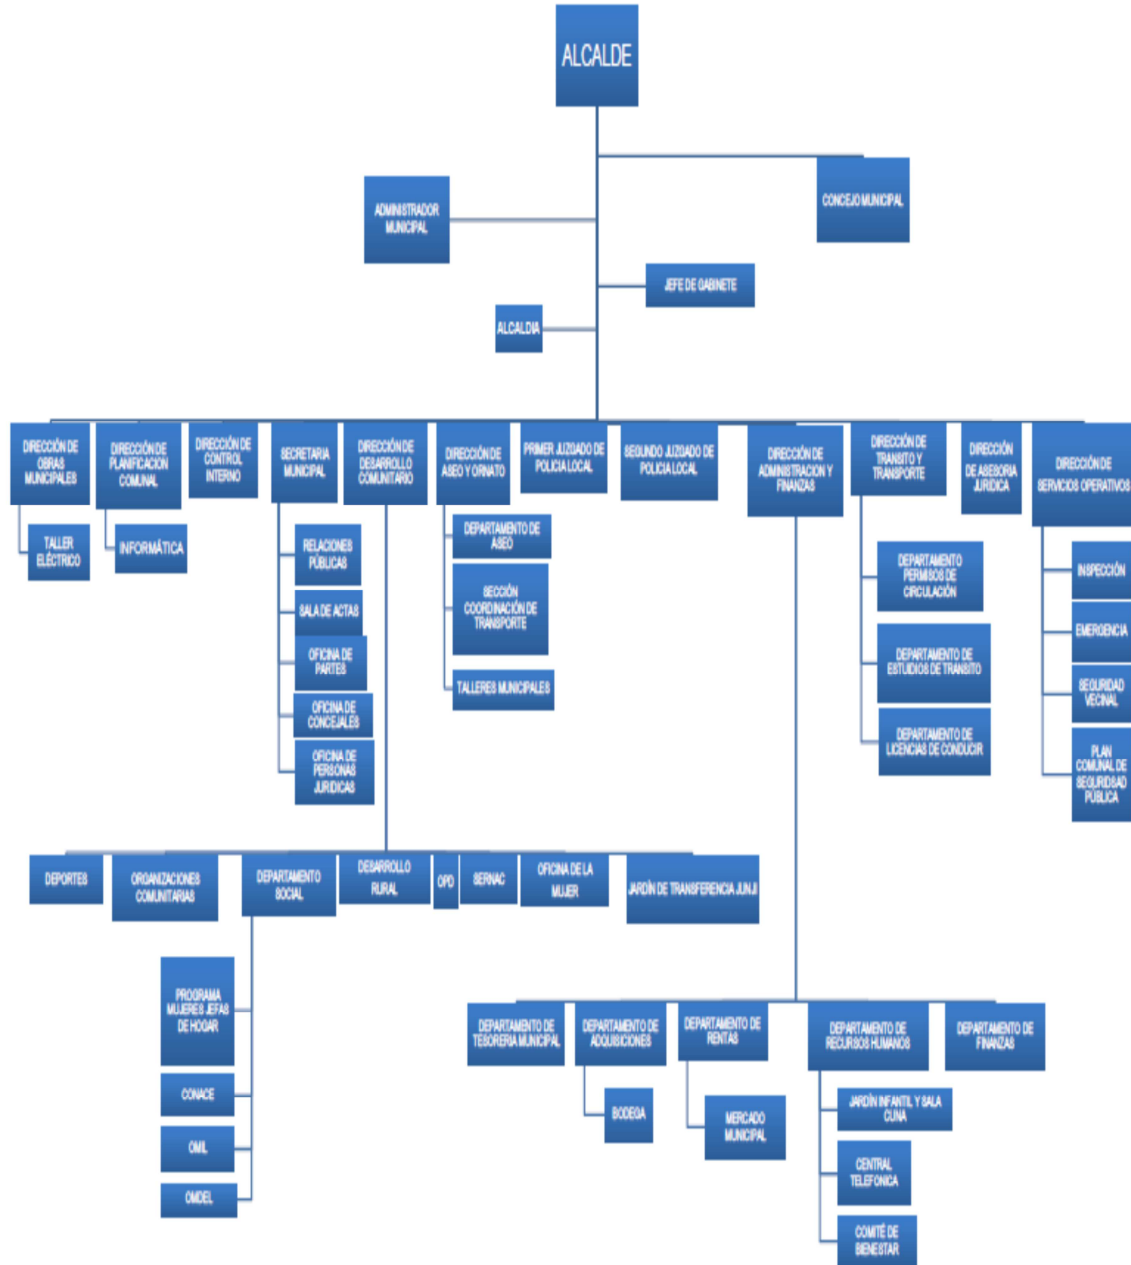 ALCALDE
CONCEJO MUNICIPAL
ADMINISTRADOR
MUNICIPAL
JEFE DE GABINETE
ALCALDIA
DIRECCIÓN DE
OBRAS
MUNICIPALES
DIRECCIÓN DE
PLANIFICACION
COMUNAL
DIRECCIÓN DE
CONTROL
INTERNO
SECRETARIA
MUNICIPAL
DIRECCIÓN DE
DESARROLLO
COMUNITARIO
DIRECCIÓN DE
ASEO Y ORNATO
PRIMER JUZGADO DE
POLICIA LOCAL
SEGUNDO JUZGADO DE
POLICIA LOCAL
DIRECCIÓN DE
ADMINISTRACION Y
FINANZAS
DIRECCIÓN DE
TRANSITO Y
TRANSPORTE
DIRECCIÓN
DE ASESORIA
JURIDICA
DIRECCIÓN DE
SERVICIOS OPERATIVOS
TALLER
ELÉCTRICO
INFORMÁTICA
RELACIONES
PÚBLICAS
SALA DE ACTAS
OFICINA DE
PARTES
OFICINA DE
CONCEJALES
OFICINA DE
PERSONAS
JURIDICAS
DEPARTAMENTO DE
ASEO
SECCIÓN
COORDINACIÓN DE
TRANSPORTE
TALLERES MUNICIPALES
DEPARTAMENTO
PERMISOS DE
CIRCULACIÓN
DEPARTAMENTO DE
ESTUDIOS DE TRANSITO
DEPARTAMENTO DE
LICENCIAS DE CONDUCIR
INSPECCIÓN
EMERGENCIA
SEGURIDAD
VECINAL
PLAN
COMUNAL DE
SEGURIDSAD
PÚBLICA
DEPORTES
ORGANIZACIONES
COMUNITARIAS
DEPARTAMENTO
SOCIAL
DESARROLLO
RURAL
OPD
SERNAC
OFICINA DE LA
MUJER
JARDÍN DE TRANSFERENCIA JUNJI
PROGRAMA
MUJERES JEFAS
DE HOGAR
CONACE
OMIL
OMDEL
DEPARTAMENTO DE
TESORERIA MUNICIPAL
DEPARTAMENTO
DE ADQUISICIONES
DEPARTAMENTO DE
RENTAS
DEPARTAMENTO DE
RECURSOS HUMANOS
DEPARTAMENTO DE
FINANZAS
BODEGA
MERCADO
MUNICIPAL
JARDÍN INFANTIL Y SALA
CUNA
CENTRAL
TELEFONICA
COMITÉ DE
BIENESTAR